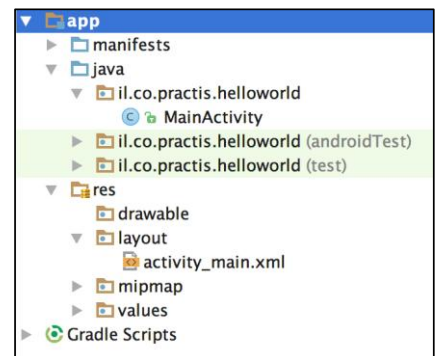 app
manifests
java
il.co.practis.helloworld
MainActivity
il.co.practis.helloworld (androidTest)
il.co.practis.helloworld (test)
res
drawable
layout
activity_main.xml
mipmap
values
Gradle Scripts